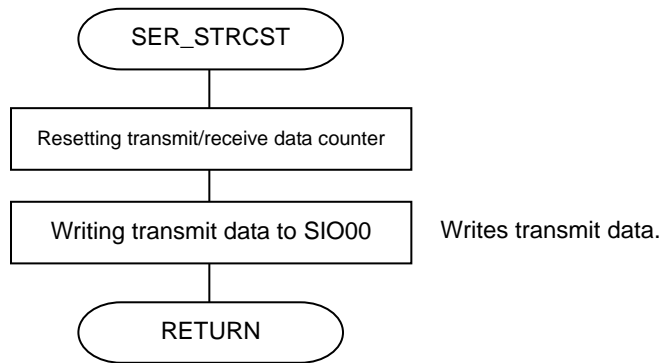 SER_STRCST
Resetting transmit/receive data counter
Writing transmit data to SIO00
Writes transmit data.
RETURN